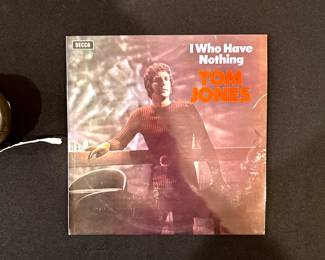 DECCA
I Who Have
Nothing
TOM
JONES